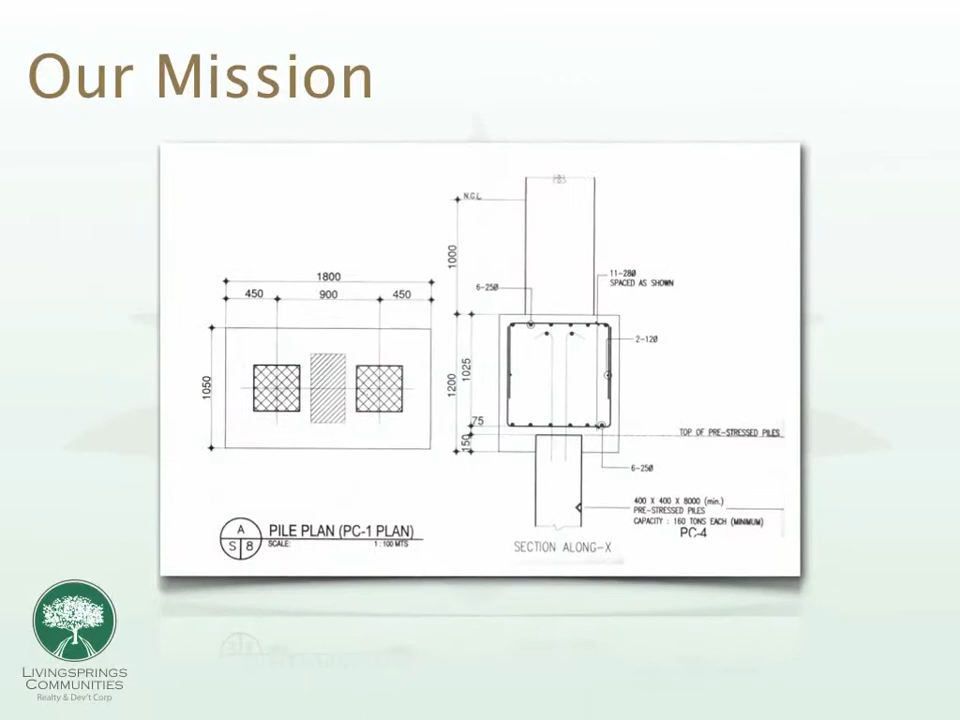 Our Mission
N.G.L.
1000
11-28Ø
SPACED AS SHOWN
6-25Ø
1800
450
900
450
1050
2-12Ø
1200
1025
75
150
TOP OF PRE-STRESSED PILES
6-25Ø
400 X 400 X 8000 (min.)
PRE-STRESSED PILES
CAPACITY : 160 TONS EACH (MINIMUM)
PC-4
A
S 8
PILE PLAN (PC-1 PLAN)
SCALE: 1 : 100 MTS
SECTION ALONG-X
LIVINGSPRINGS
COMMUNITIES
Realty & Dev't Corp